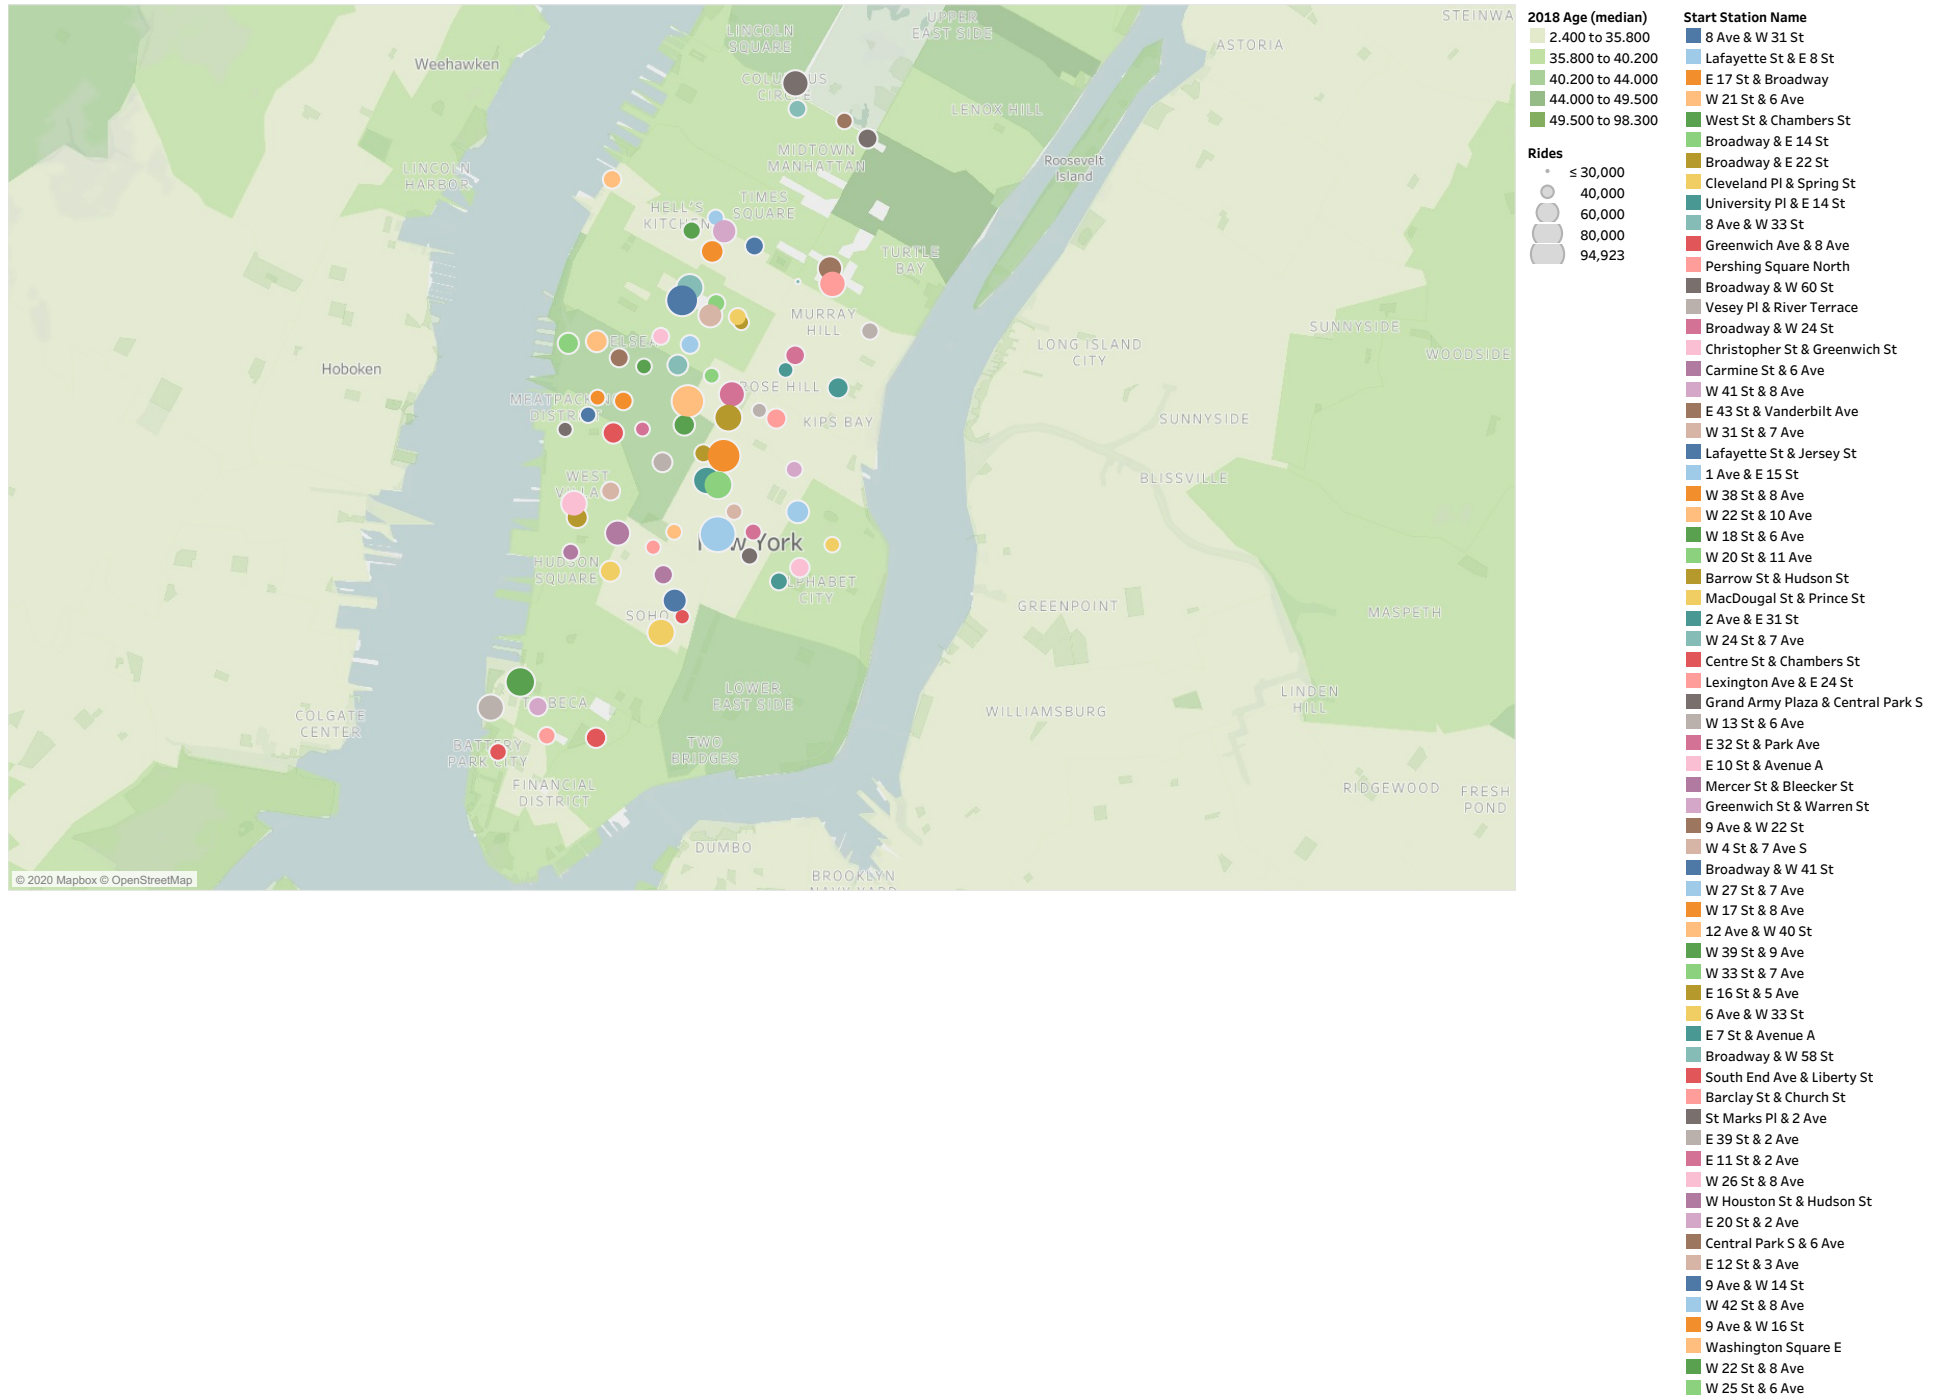 UPPER
EAST SIDE
STEINWA
LINCOLN
SQUARE
ASTORIA
Weehawken
COLUMBUS
CIRCLE
LENOX HILL
MIDTOWN
MANHATTAN
Roosevelt
Island
LINCOLN
HARBOR
TIMES
SQUARE
HELL'S
KITCHEN
TURTLE
BAY
MURRAY
HILL
SUNNYSIDE
LONG ISLAND
CITY
WOODSIDE
ELSEA
Hoboken
ROSE HILL
MEATPACKING
DISTRICT
KIPS BAY
SUNNYSIDE
WEST
VILLA
BLISSVILLE
New York
HUDSON
SQUARE
ALPHABET
CITY
GREENPOINT
MASPETH
SOHO
LOWER
EAST SIDE
LINDEN
HILL
TRIBECA
WILLIAMSBURG
COLGATE
CENTER
BATTERY
PARK CITY
TWO
BRIDGES
FINANCIAL
DISTRICT
RIDGEWOOD
FRESH
POND
DUMBO
BROOKLYN
NAVY YARD
© 2020 Mapbox © OpenStreetMap
2018 Age (median)
2.400 to 35.800
35.800 to 40.200
40.200 to 44.000
44.000 to 49.500
49.500 to 98.300
Rides
≤ 30,000
40,000
60,000
80,000
94,923
Start Station Name
8 Ave & W 31 St
Lafayette St & E 8 St
E 17 St & Broadway
W 21 St & 6 Ave
West St & Chambers St
Broadway & E 14 St
Broadway & E 22 St
Cleveland Pl & Spring St
University Pl & E 14 St
8 Ave & W 33 St
Greenwich Ave & 8 Ave
Pershing Square North
Broadway & W 60 St
Vesey Pl & River Terrace
Broadway & W 24 St
Christopher St & Greenwich St
Carmine St & 6 Ave
W 41 St & 8 Ave
E 43 St & Vanderbilt Ave
W 31 St & 7 Ave
Lafayette St & Jersey St
1 Ave & E 15 St
W 38 St & 8 Ave
W 22 St & 10 Ave
W 18 St & 6 Ave
W 20 St & 11 Ave
Barrow St & Hudson St
MacDougal St & Prince St
2 Ave & E 31 St
W 24 St & 7 Ave
Centre St & Chambers St
Lexington Ave & E 24 St
Grand Army Plaza & Central Park S
W 13 St & 6 Ave
E 32 St & Park Ave
E 10 St & Avenue A
Mercer St & Bleecker St
Greenwich St & Warren St
9 Ave & W 22 St
W 4 St & 7 Ave S
Broadway & W 41 St
W 27 St & 7 Ave
W 17 St & 8 Ave
12 Ave & W 40 St
W 39 St & 9 Ave
W 33 St & 7 Ave
E 16 St & 5 Ave
6 Ave & W 33 St
E 7 St & Avenue A
Broadway & W 58 St
South End Ave & Liberty St
Barclay St & Church St
St Marks Pl & 2 Ave
E 39 St & 2 Ave
E 11 St & 2 Ave
W 26 St & 8 Ave
W Houston St & Hudson St
E 20 St & 2 Ave
Central Park S & 6 Ave
E 12 St & 3 Ave
9 Ave & W 14 St
W 42 St & 8 Ave
9 Ave & W 16 St
Washington Square E
W 22 St & 8 Ave
W 25 St & 6 Ave